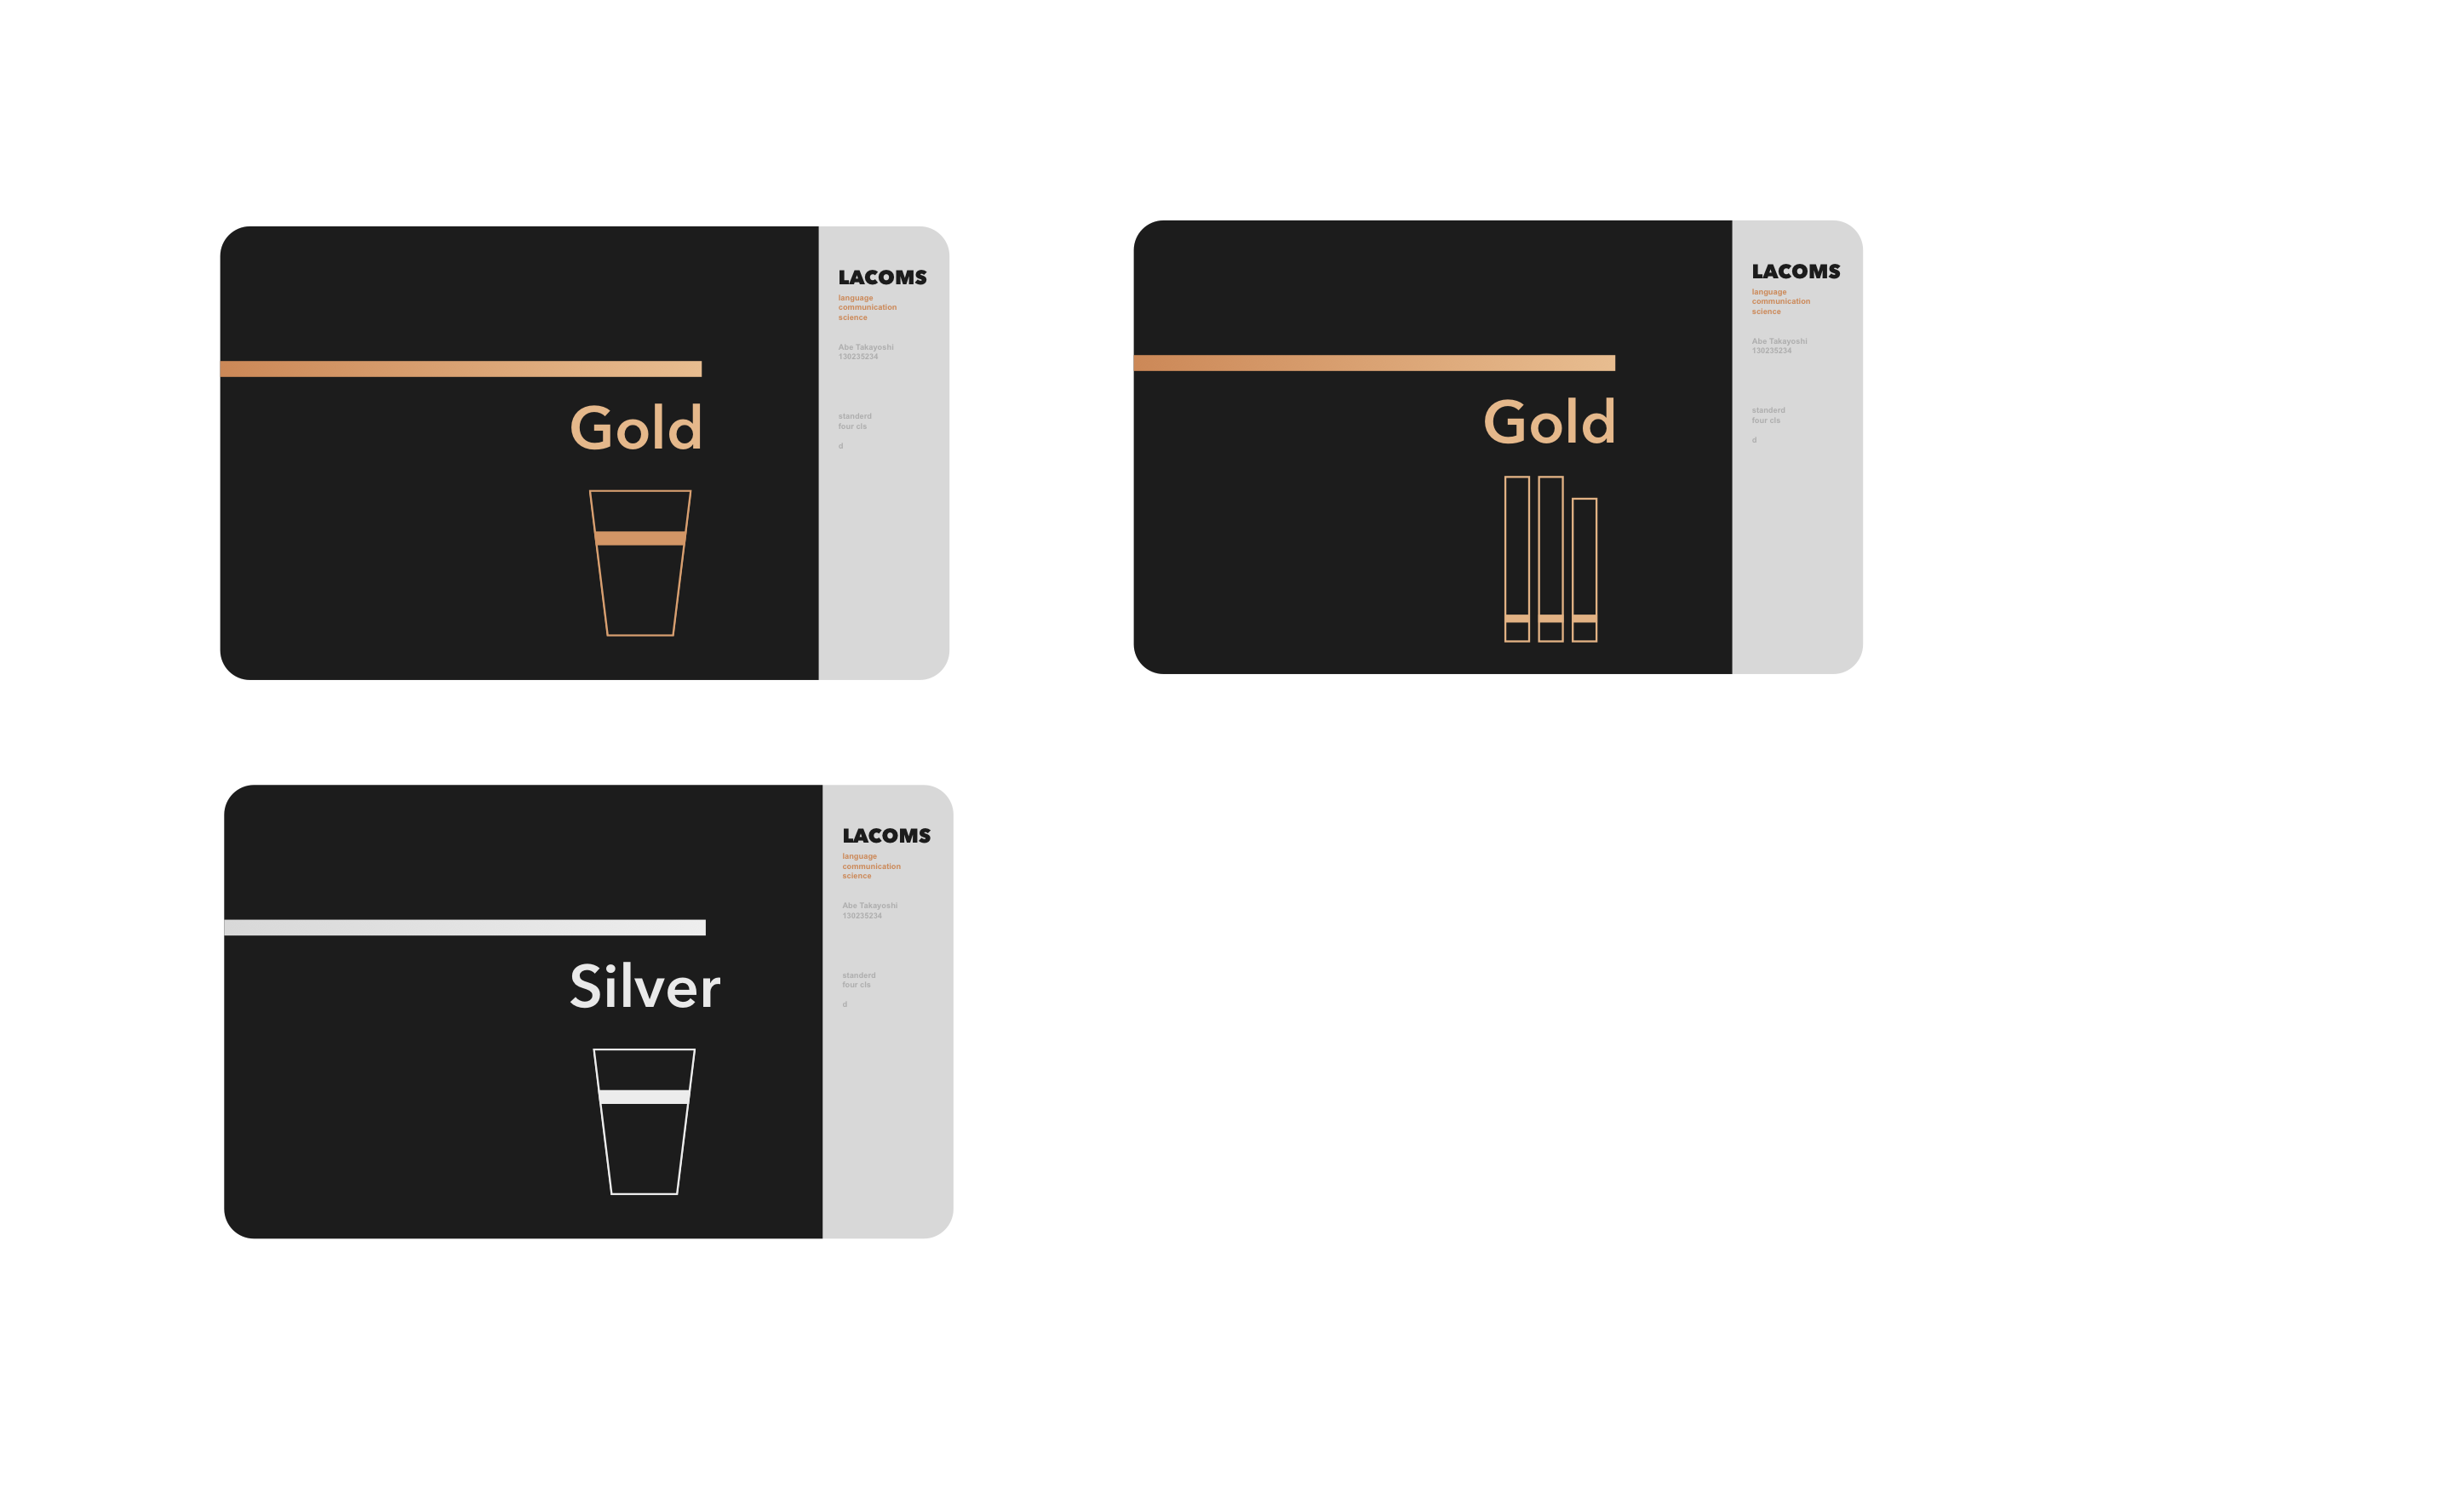 Gold
LACOMS
language
communication
science
Abe Takayoshi
130235234
standerd
four cls
d
Gold
LACOMS
language
communication
science
Abe Takayoshi
130235234
standerd
four cls
d
Silver
LACOMS
language
communication
science
Abe Takayoshi
130235234
standerd
four cls
d